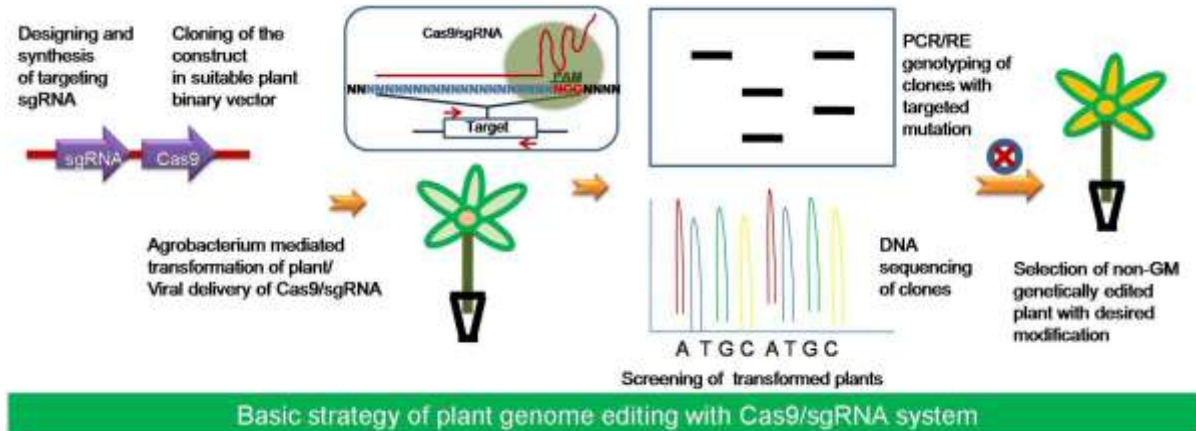 Designing and
synthesis
of targeting
sgRNA
Cloning of the
construct
in suitable plant
binary vector
sgRNA
Cas9
Agrobacterium mediated
transformation of plant/
Viral delivery of Cas9/sgRNA
Cas9/sgRNA
PAM
Target
PCR/RE
genotyping of
clones with
targeted
mutation
DNA
sequencing
of clones
A T G C A T G C
Screening of transformed plants
Selection of non-GM
genetically edited
plant with desired
modification
Basic strategy of plant genome editing with Cas9/sgRNA system